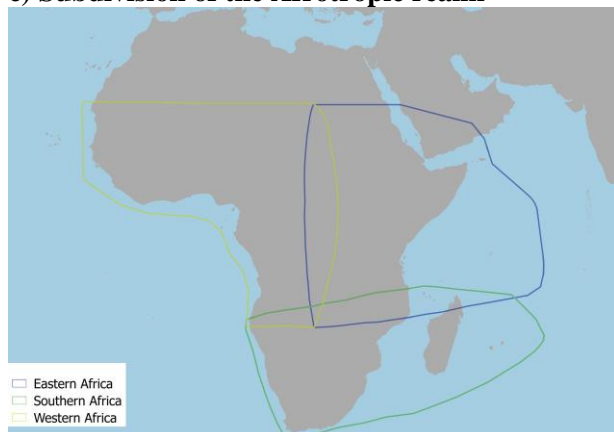 Subdivision of the Afrotropic realm
Eastern Africa
Southern Africa
Western Africa